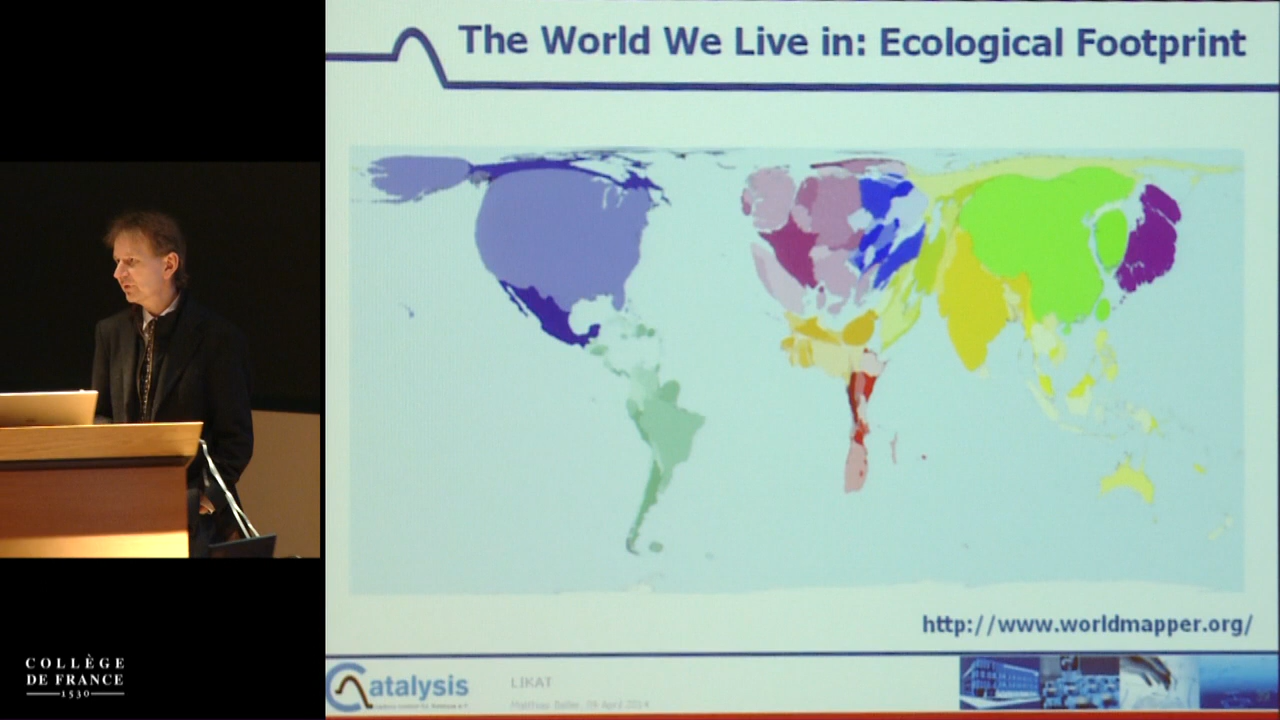 The World We Live in: Ecological Footprint
http://www.worldmapper.org/
Catalysis
LIKAT
COLLÈGE
DE FRANCE
1530